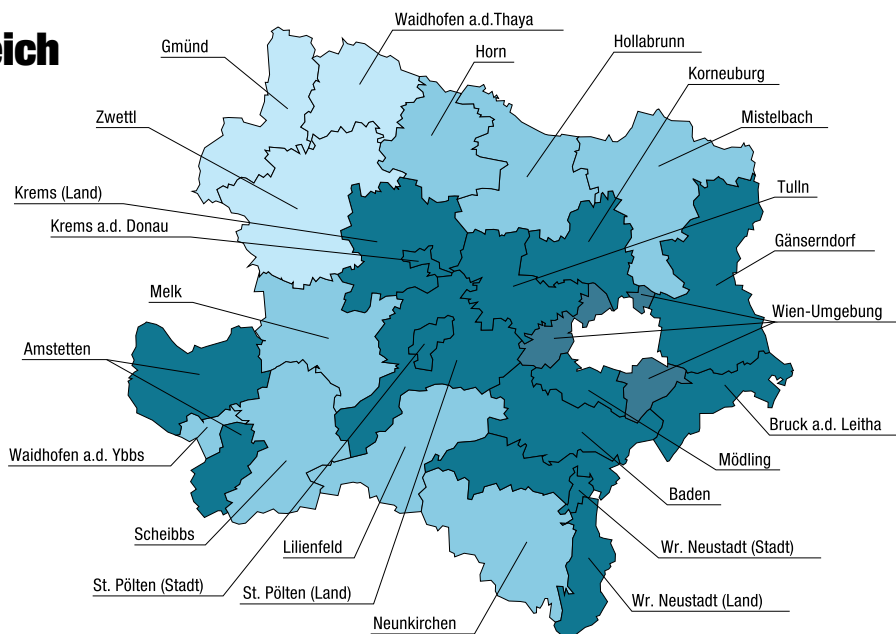 eich
Waidhofen a.d.Thaya
Gmünd
Horn
Hollabrunn
Korneuburg
Zwettl
Mistelbach
Krems (Land)
Tulln
Krems a.d. Donau
Gänserndorf
Melk
Wien-Umgebung
Amstetten
Bruck a.d. Leitha
Waidhofen a.d. Ybbs
Mödling
Baden
Scheibbs
Lilienfeld
Wr. Neustadt (Stadt)
St. Pölten (Stadt)
St. Pölten (Land)
Wr. Neustadt (Land)
Neunkirchen